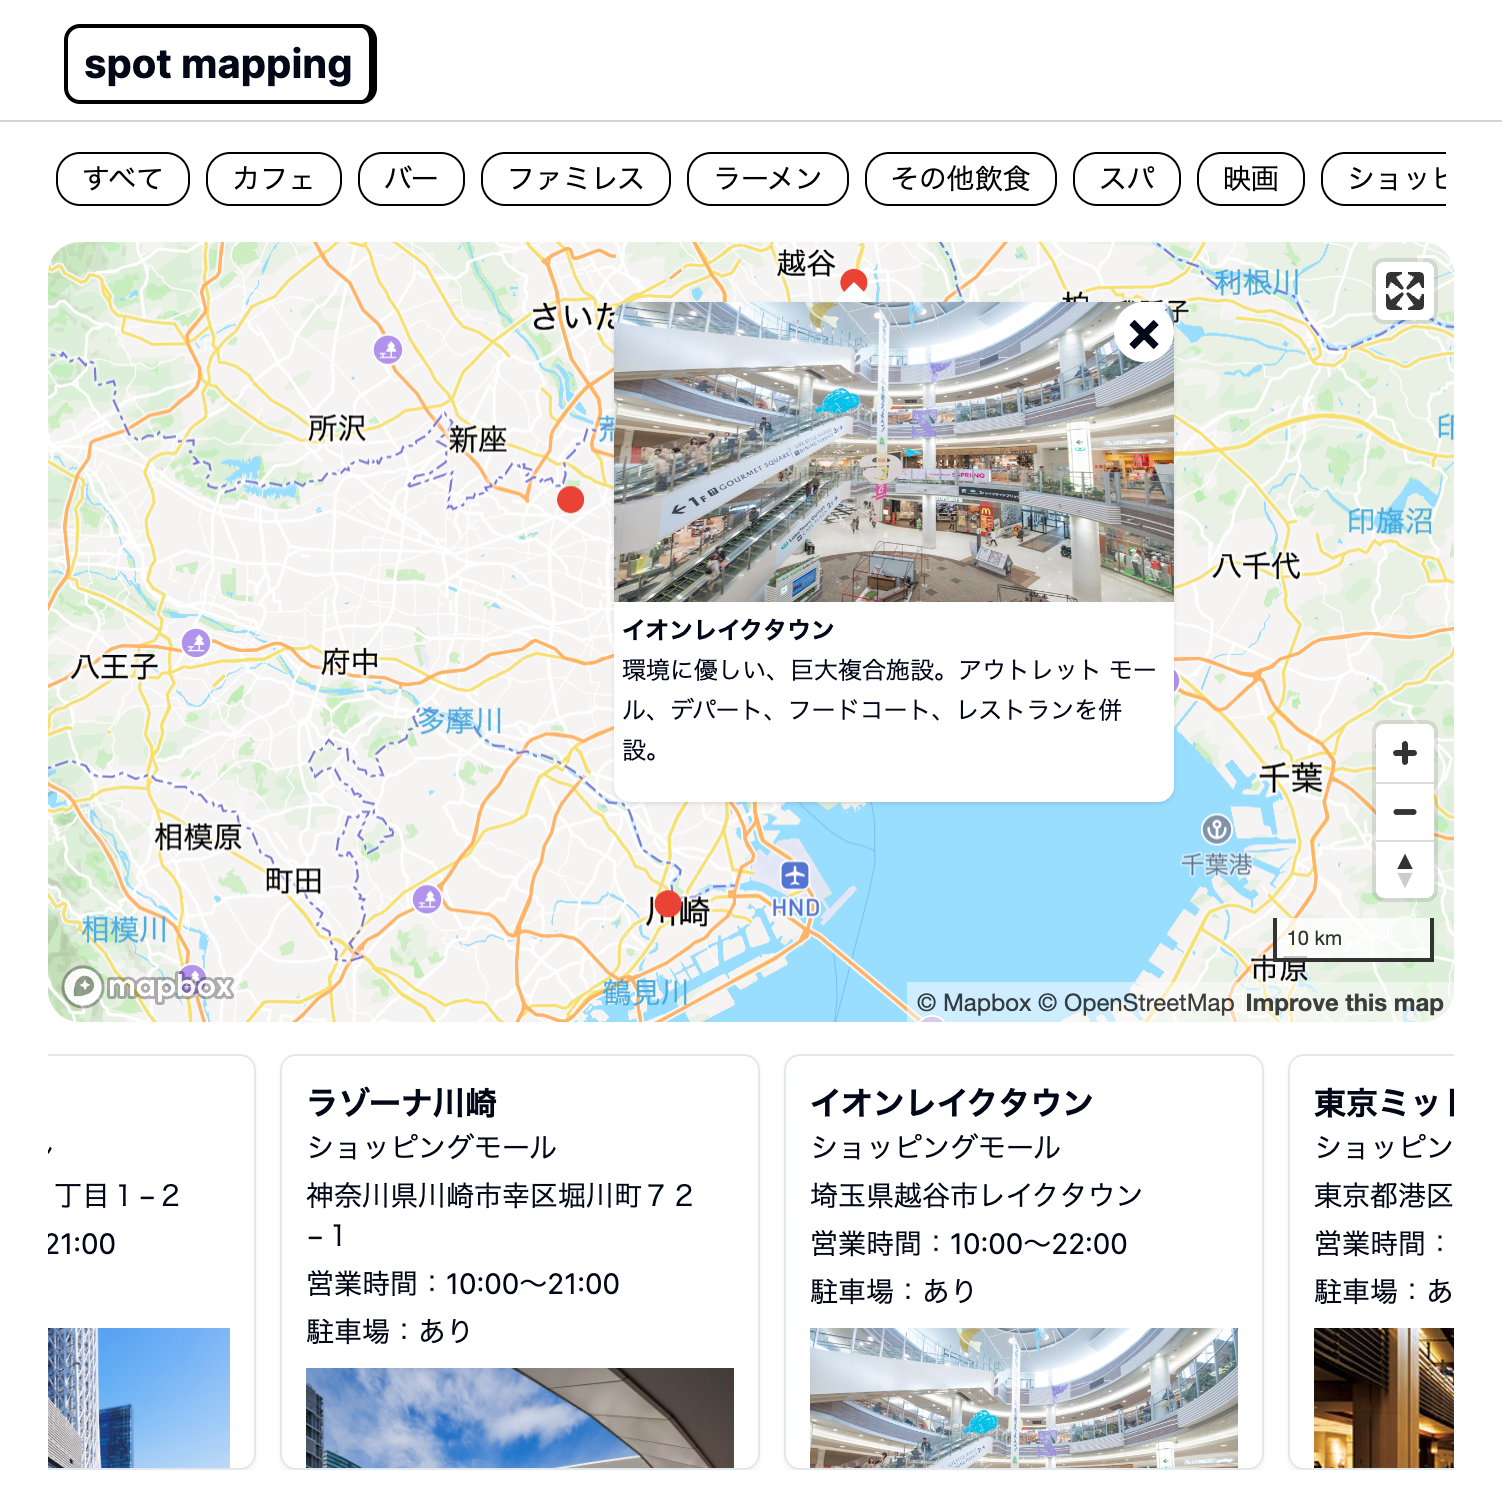 spot mapping
すべて
カフェ
バー
ファミレス
ラーメン
その他飲食
スパ
映画
越谷
利根川
さいた
所沢
新座
荒
1F GOURMET SQUARE
印旛沼
八千代
イオンレイクタウン
環境に優しい、巨大複合施設。アウトレット モー
ル、デパート、フードコート、レストランを併
設。
八王子
府中
多摩川
千葉
相模原
町田
千葉港
HND
川崎
相模川
10 km
市原
mapbox
鶴見川
© Mapbox © OpenStreetMap Improve this map
丁目１−２
21:00
ラゾーナ川崎
ショッピングモール
神奈川県川崎市幸区堀川町７２
−１
営業時間：10:00〜21:00
駐車場：あり
イオンレイクタウン
ショッピングモール
埼玉県越谷市レイクタウン
営業時間：10:00〜22:00
駐車場：あり
東京ミッ
ショッピン
東京都港区
営業時間：
駐車場：あ